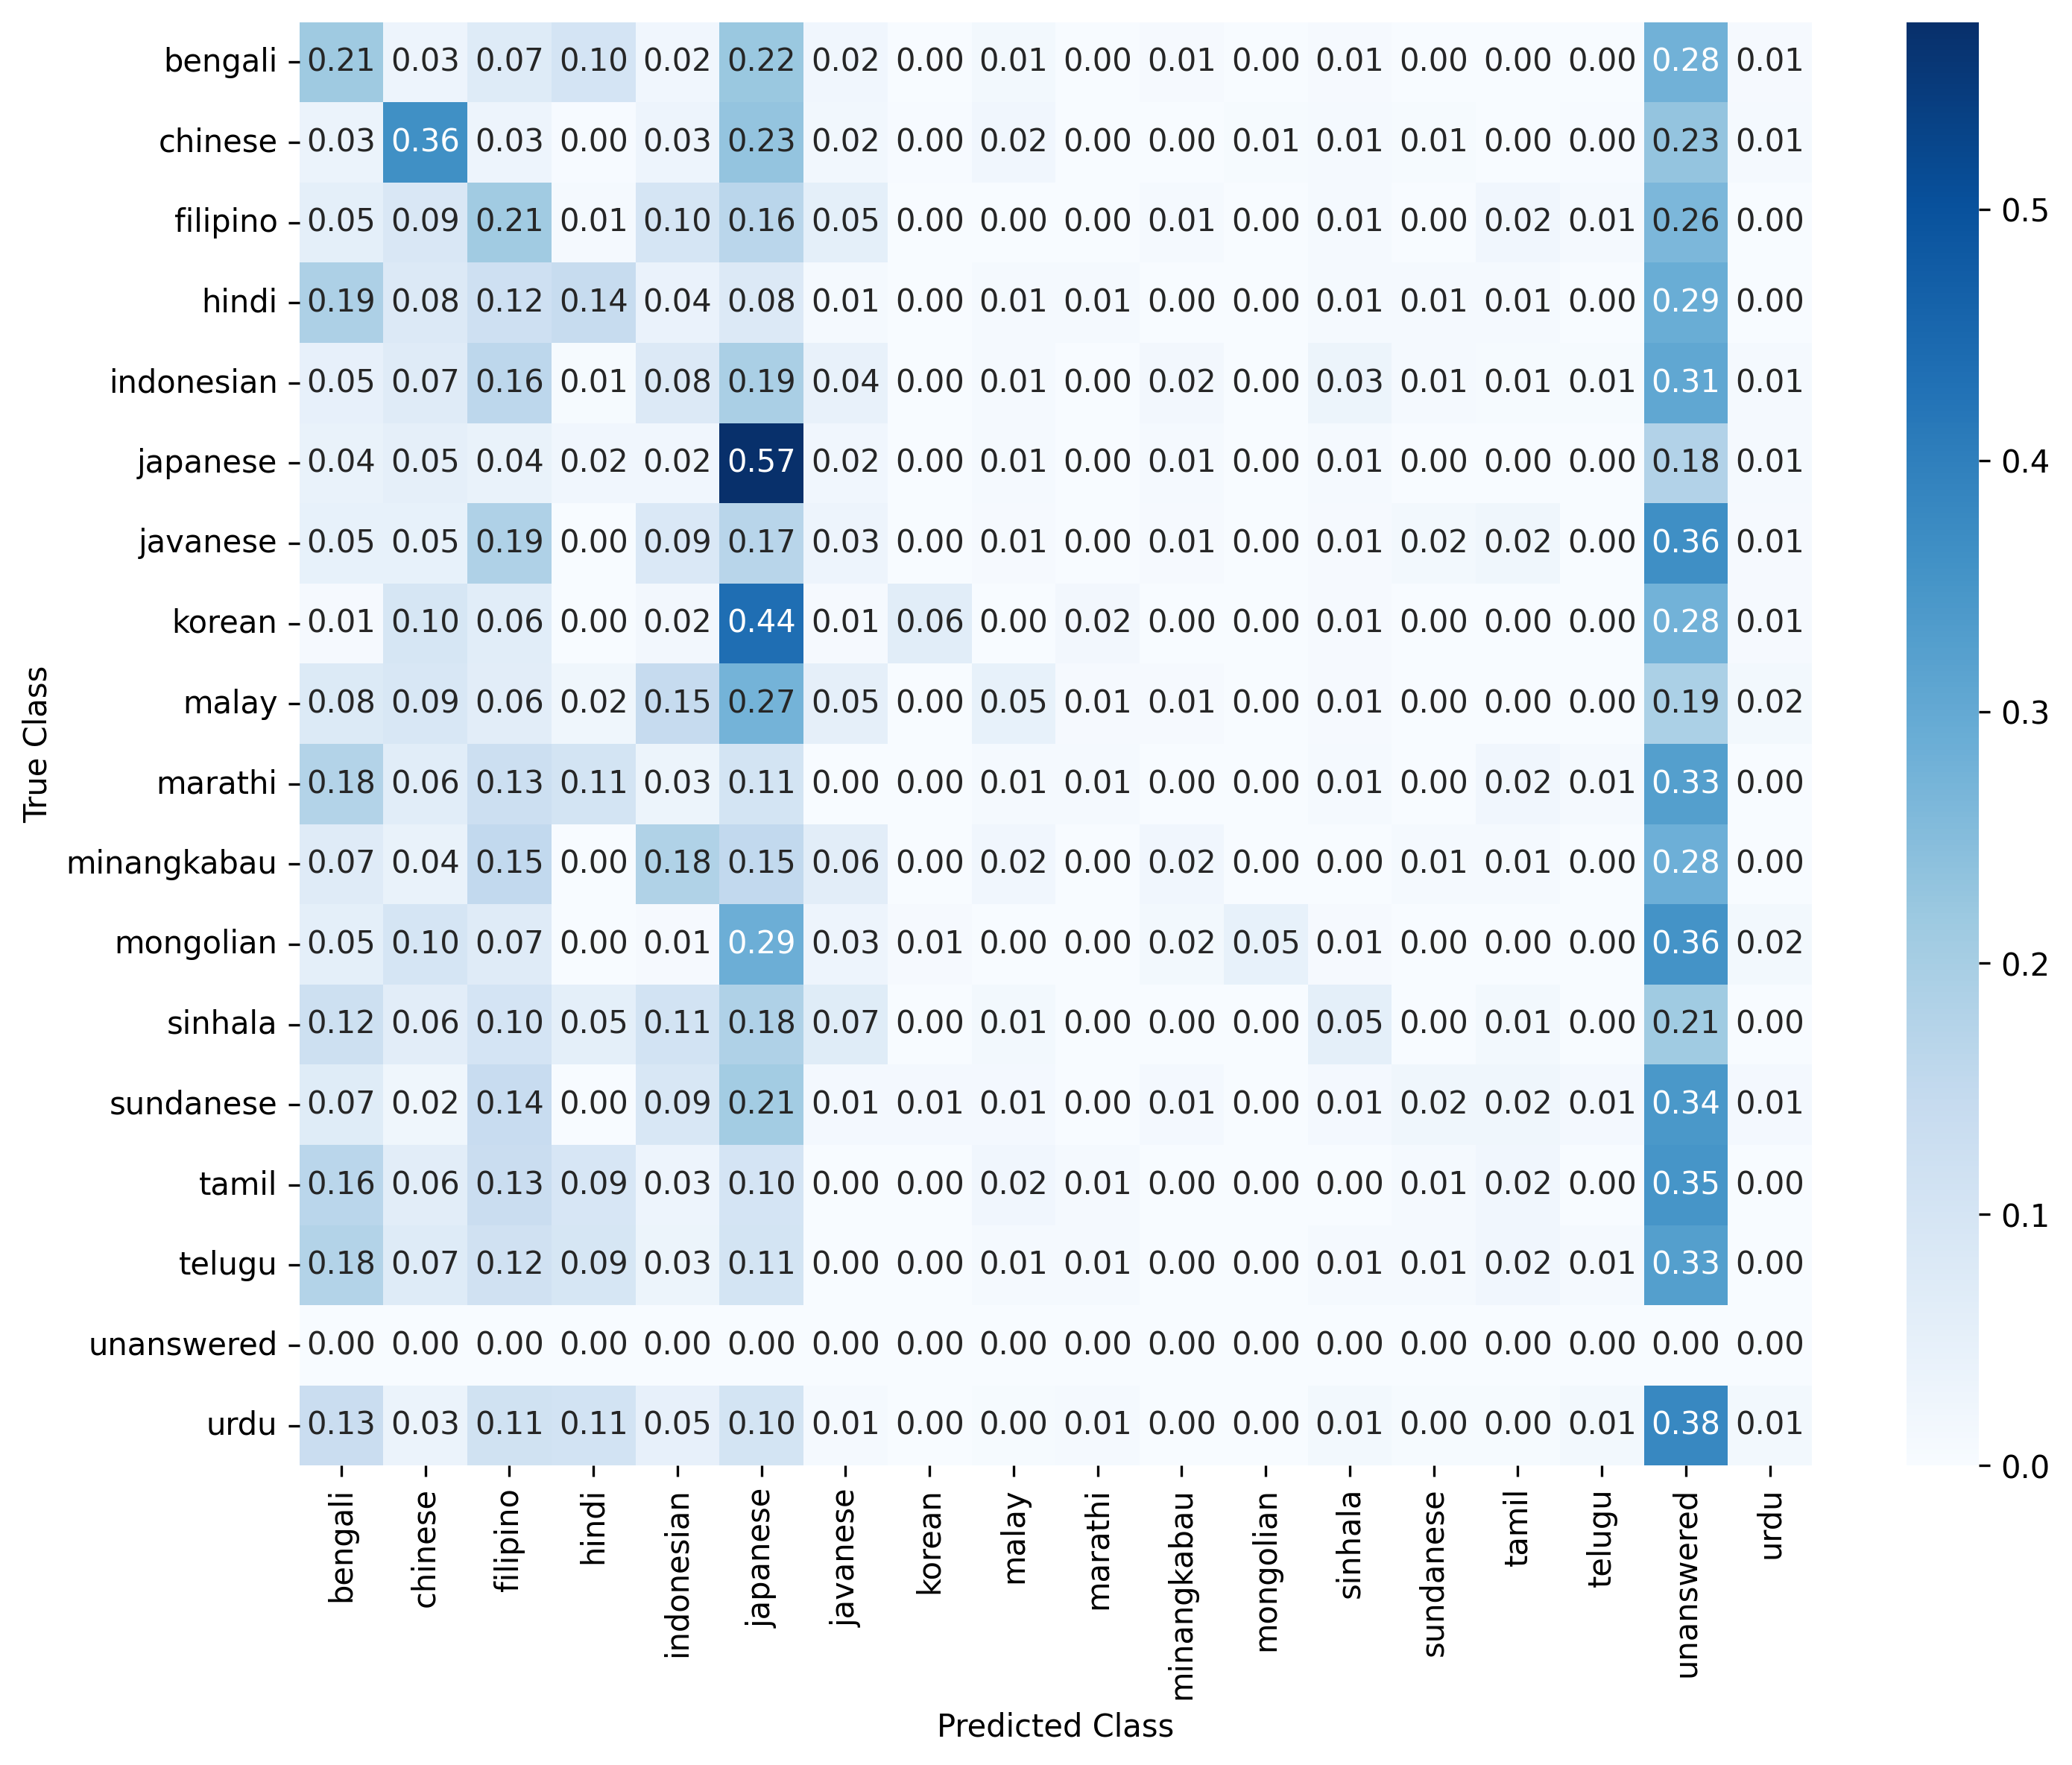 bengali 0.21 0.03 0.07 0.10 0.02 0.22 0.02 0.00 0.01 0.00 0.01 0.00 0.01 0.00 0.00 0.00 0.28 0.01
chinese 0.03 0.36 0.03 0.00 0.03 0.23 0.02 0.00 0.02 0.00 0.00 0.01 0.01 0.01 0.00 0.00 0.23 0.01
filipino 0.05 0.09 0.21 0.01 0.10 0.16 0.05 0.00 0.00 0.00 0.01 0.00 0.01 0.00 0.02 0.01 0.26 0.00
0.5
hindi 0.19 0.08 0.12 0.14 0.04 0.08 0.01 0.00 0.01 0.01 0.00 0.00 0.01 0.01 0.01 0.00 0.29 0.00
indonesian 0.05 0.07 0.16 0.01 0.08 0.19 0.04 0.00 0.01 0.00 0.02 0.00 0.03 0.01 0.01 0.01 0.31 0.01
japanese 0.04 0.05 0.04 0.02 0.02 0.57 0.02 0.00 0.01 0.00 0.01 0.00 0.01 0.00 0.00 0.00 0.18 0.01
0.4
javanese 0.05 0.05 0.19 0.00 0.09 0.17 0.03 0.00 0.01 0.00 0.01 0.00 0.01 0.02 0.02 0.00 0.36 0.01
korean 0.01 0.10 0.06 0.00 0.02 0.44 0.01 0.06 0.00 0.02 0.00 0.00 0.00 0.00 0.00 0.00 0.28 0.01
malay 0.08 0.09 0.06 0.02 0.15 0.27 0.05 0.00 0.05 0.01 0.01 0.00 0.01 0.00 0.00 0.00 0.19 0.02
0.3
True Class
marathi 0.18 0.06 0.13 0.11 0.03 0.11 0.00 0.00 0.01 0.01 0.00 0.00 0.01 0.00 0.02 0.01 0.33 0.00
minangkabau 0.07 0.04 0.15 0.00 0.18 0.15 0.06 0.00 0.02 0.00 0.02 0.00 0.00 0.01 0.01 0.00 0.28 0.00
mongolian 0.05 0.10 0.07 0.00 0.01 0.29 0.03 0.01 0.00 0.00 0.02 0.05 0.01 0.00 0.00 0.00 0.36 0.02
0.2
sinhala 0.12 0.06 0.10 0.05 0.11 0.18 0.07 0.00 0.01 0.00 0.00 0.00 0.05 0.00 0.01 0.00 0.21 0.00
sundanese 0.07 0.02 0.14 0.00 0.09 0.21 0.01 0.01 0.01 0.00 0.01 0.00 0.01 0.02 0.02 0.01 0.34 0.01
tamil 0.16 0.06 0.13 0.09 0.03 0.10 0.00 0.00 0.02 0.01 0.00 0.00 0.00 0.01 0.02 0.00 0.35 0.00
0.1
telugu 0.18 0.07 0.12 0.09 0.03 0.11 0.00 0.00 0.01 0.01 0.00 0.00 0.01 0.01 0.02 0.01 0.33 0.00
unanswered 0.00 0.00 0.00 0.00 0.00 0.00 0.00 0.00 0.00 0.00 0.00 0.00 0.00 0.00 0.00 0.00 0.00 0.00
urdu 0.13 0.03 0.11 0.11 0.05 0.10 0.01 0.00 0.00 0.01 0.00 0.00 0.01 0.00 0.00 0.01 0.38 0.01
0.0
bengali
chinese
filipino
hindi
indonesian
japanese
javanese
korean
malay
marathi
minangkabau
mongolian
sinhala
sundanese
tamil
telugu
unanswered
urdu
Predicted Class